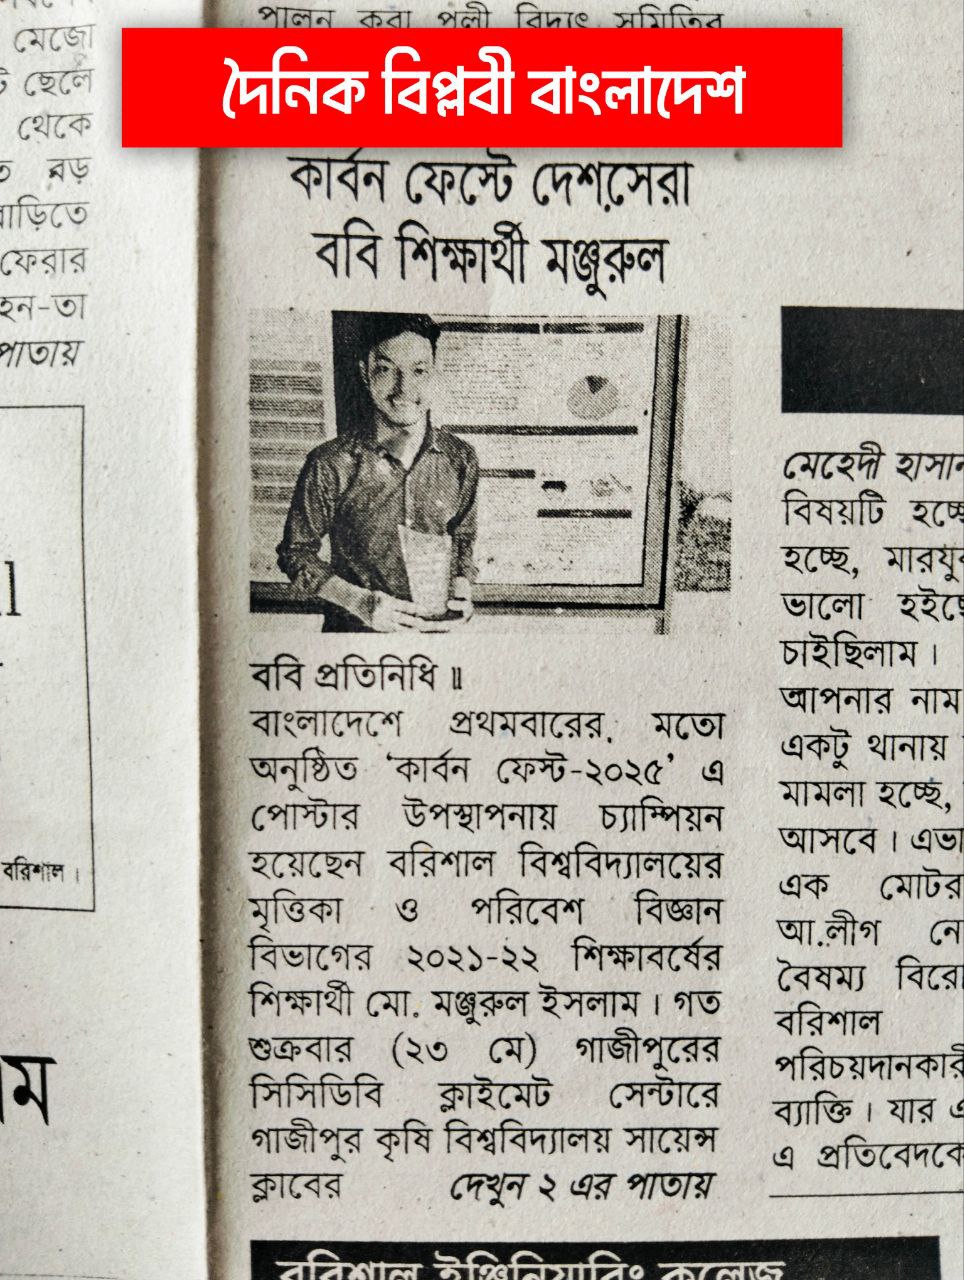 পালন করা পল্লী বিদ্যুৎ সমিতির
দৈনিক বিপ্লবী বাংলাদেশ
মেজো
ছেলে
থেকে
বড়
বাড়িতে
ফেরার
হন-তা
পাতায়
বরিশাল।
কার্বন ফেস্টে দেশসেরা
ববি শিক্ষার্থী মঞ্জুরুল
ববি প্রতিনিধি ॥
বাংলাদেশে প্রথমবারের মতো
অনুষ্ঠিত ‘কার্বন ফেস্ট-২০২৫’ এ
পোস্টার উপস্থাপনায় চ্যাম্পিয়ন
হয়েছেন বরিশাল বিশ্ববিদ্যালয়ের
মৃত্তিকা ও পরিবেশ বিজ্ঞান
বিভাগের ২০২১-২২ শিক্ষাবর্ষের
শিক্ষার্থী মো. মঞ্জুরুল ইসলাম। গত
শুক্রবার (২৩ মে) গাজীপুরের
সিসিডিবি ক্লাইমেট সেন্টারে
গাজীপুর কৃষি বিশ্ববিদ্যালয় সায়েন্স
ক্লাবের দেখুন ২ এর পাতায়
মেহেদী হাসান
বিষয়টি হচ্ছে
হচ্ছে,
ভালো
চাইছিলাম।
আপনার নাম
একটু থানায়
মামলা হচ্ছে,
আসবে।
এক মোটর
আ.লীগ
বৈষম্য
বরিশাল
পরিচয়দানকারী
ব্যাক্তি। যার
এ প্রতিবেদকে
বরিশাল ইঞ্জিনিয়ারিং কলেজ